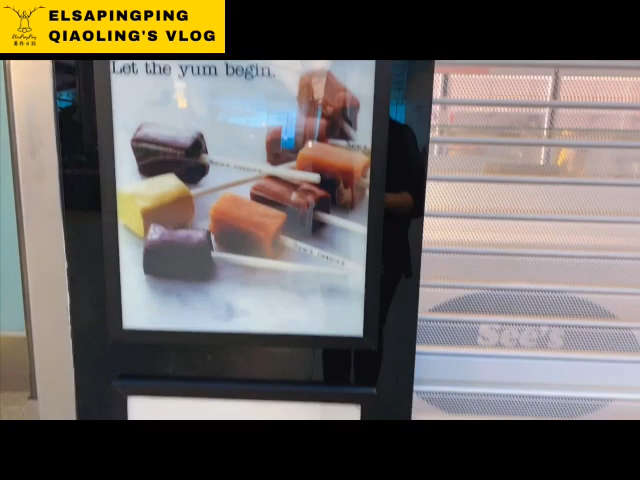 ELSAPINGPING
QIAOLING'S VLOG
Let the yum begin.
See's